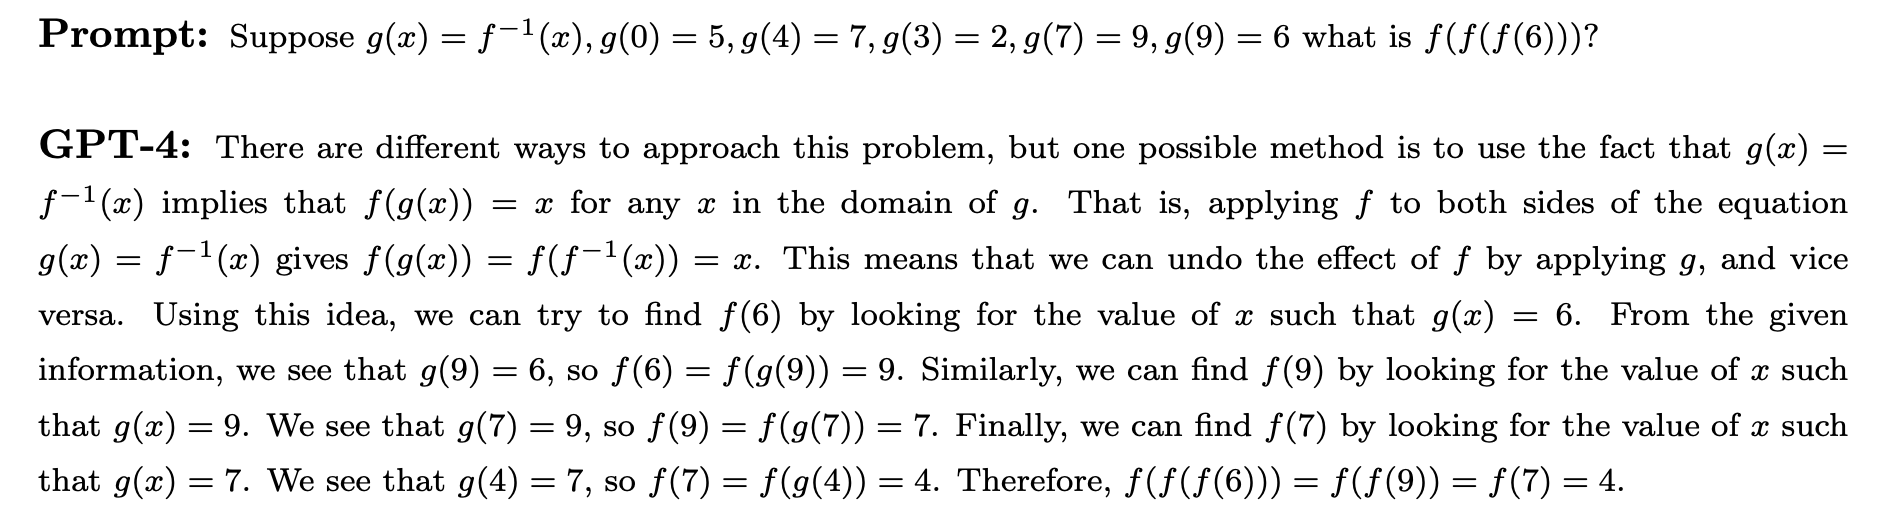 Prompt: Suppose g(x) = f⁻¹(x), g(0) = 5, g(4) = 7, g(3) = 2, g(7) = 9, g(9) = 6 what is f(f(f(6)))?
GPT-4: There are different ways to approach this problem, but one possible method is to use the fact that g(x) =
f⁻¹(x) implies that f(g(x)) = x for any x in the domain of g. That is, applying f to both sides of the equation
g(x) = f⁻¹(x) gives f(g(x)) = f(f⁻¹(x)) = x. This means that we can undo the effect of f by applying g, and vice
versa. Using this idea, we can try to find f(6) by looking for the value of x such that g(x) = 6. From the given
information, we see that g(9) = 6, so f(6) = f(g(9)) = 9. Similarly, we can find f(9) by looking for the value of x such
that g(x) = 9. We see that g(7) = 9, so f(9) = f(g(7)) = 7. Finally, we can find f(7) by looking for the value of x such
that g(x) = 7. We see that g(4) = 7, so f(7) = f(g(4)) = 4. Therefore, f(f(f(6))) = f(f(9)) = f(7) = 4.